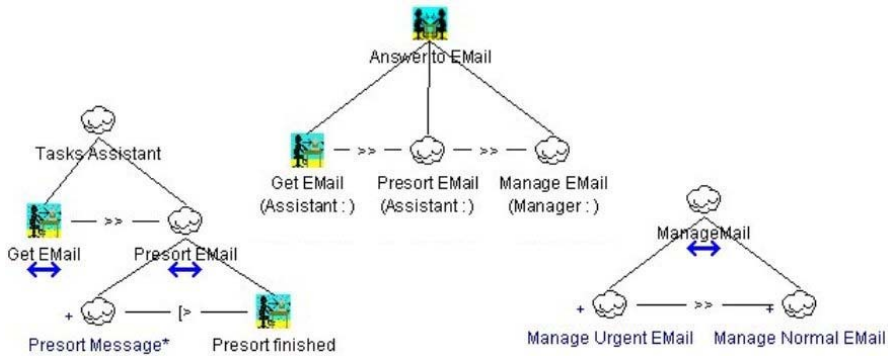 Answer to EMail
Tasks Assistant
>> >>
Get EMail Presort EMail Manage EMail
(Assistant : ) (Assistant : ) (Manager : )
>>
Get EMail Presort EMail
ManageMail
+ [>
Presort Message* Presort finished
+ >> +
Manage Urgent EMail Manage Normal EMail